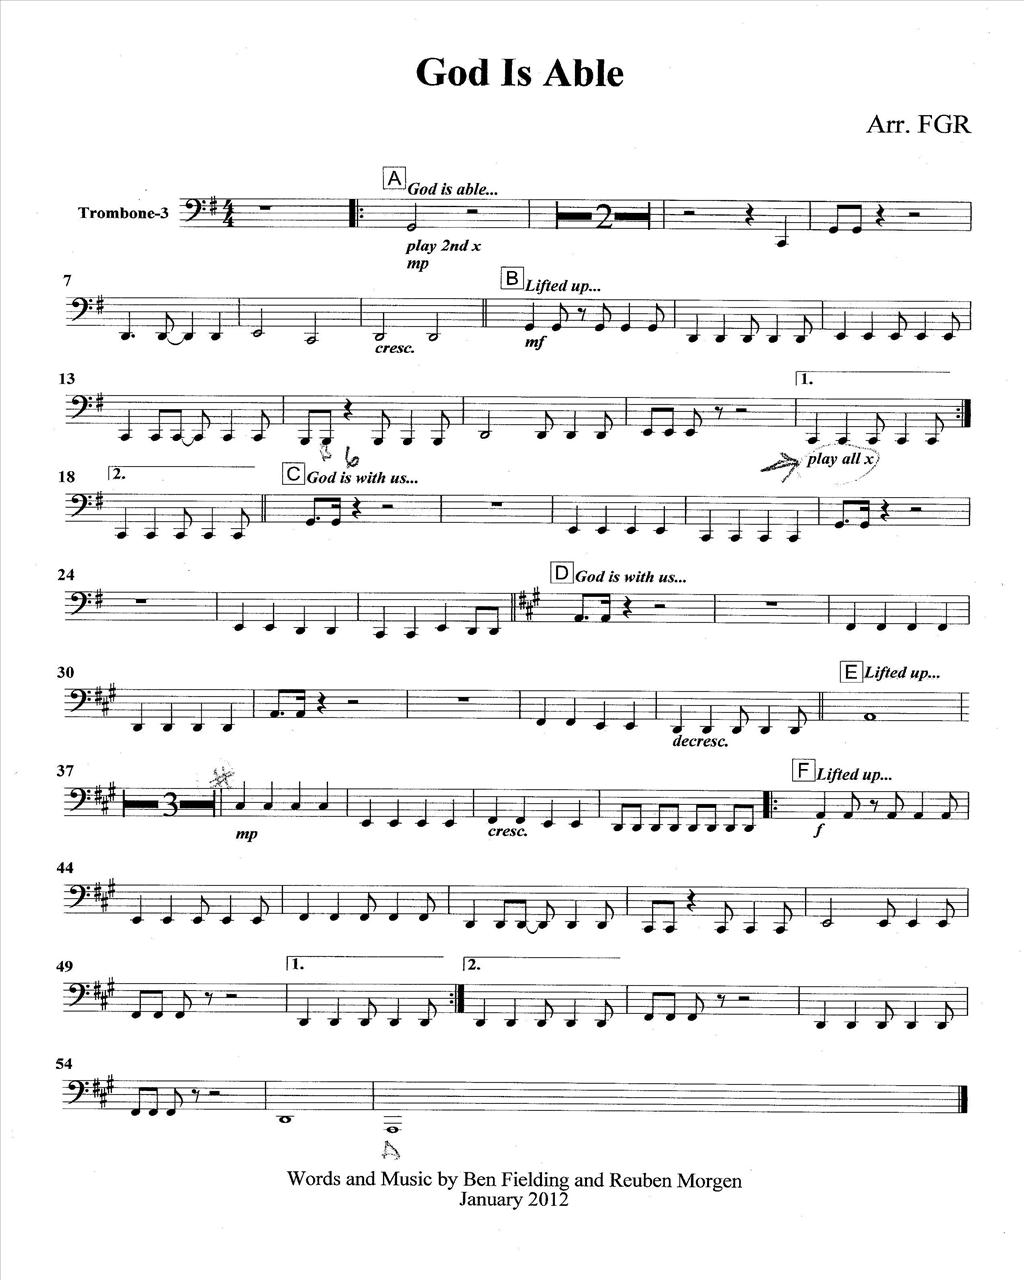 God Is Able
Arr. FGR
A God is able...
Trombone-3
4
4
2
play 2nd x
mp
7
B Lifted up...
cresc.
mf
13
1.
B 6
play all x
18
2.
C God is with us...
24
D God is with us...
30
E Lifted up...
decresc.
37
3
F Lifted up...
mp
cresc.
f
44
49
1.
2.
54
A
Words and Music by Ben Fielding and Reuben Morgen
January 2012